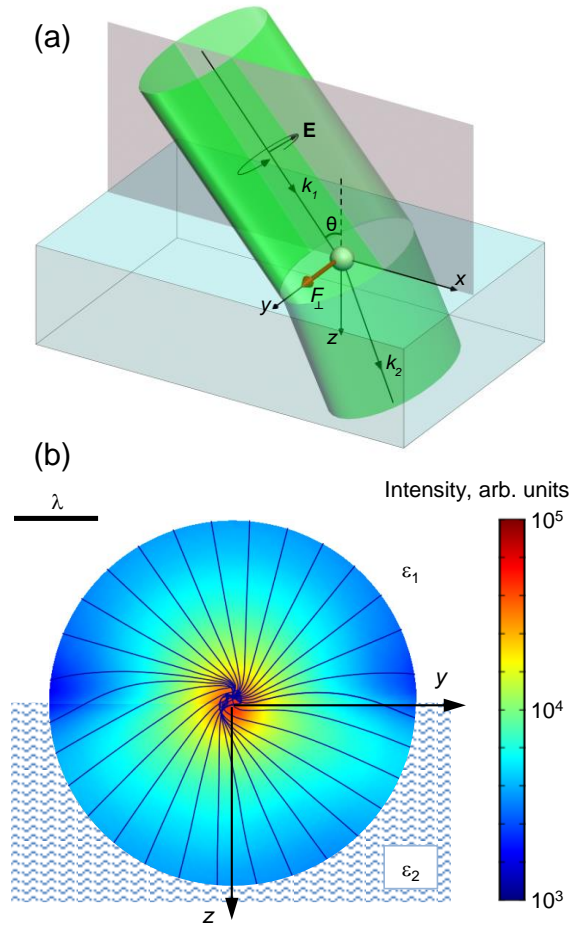 (a)
E
k1
θ
x
F⊥
y
z
k2
(b)
λ
Intensity, arb. units
10^5
ε1
y
10^4
ε2
z
10^3